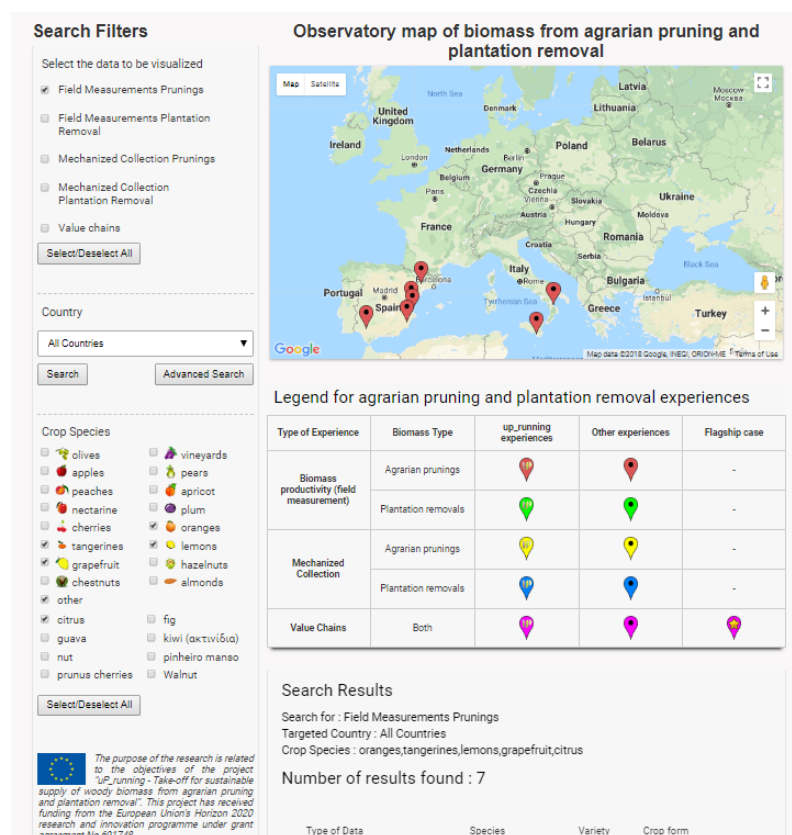 Search Filters
Select the data to be visualized
Field Measurements Prunings
Field Measurements Plantation
Removal
Mechanized Collection Prunings
Mechanized Collection
Plantation Removal
Value chains
Select/Deselect All
Country
All Countries
Search
Advanced Search
Crop Species
olives
vineyards
apples
pears
peaches
apricot
nectarine
plum
cherries
oranges
tangerines
lemons
grapefruit
hazelnuts
chestnuts
almonds
other
citrus
fig
guava
kiwi (ακτινίδια)
nut
pinheiro manso
prunus cherries
Walnut
Select/Deselect All
The purpose of the research is related
to the objectives of the project
"uP_running - Take-off for sustainable
supply of woody biomass from agrarian pruning
and plantation removal". This project has received
funding from the European Union's Horizon 2020
research and innovation programme under grant
agreement No 691748
Observatory map of biomass from agrarian pruning and
plantation removal
Map
Satellite
North Sea
Denmark
Latvia
Moscow
Москва
Lithuania
United
Kingdom
Ireland
Netherlands
Berlin
Poland
Belarus
London
Belgium
Germany
Prague
Paris
Czechia
Vienna
Slovakia
Ukraine
Austria
Hungary
Moldova
France
Romania
Croatia
Serbia
Italy
Black Sea
Barcelona
Rome
Bulgaria
Portugal
Madrid
Istanbul
Spain
Tyrrhenian Sea
Greece
Turkey
Google
Map data ©2018 Google, INEGI, ORION-ME
Terms of Use
Legend for agrarian pruning and plantation removal experiences
Type of Experience
Biomass Type
up_running
experiences
Other experiences
Flagship case
Biomass
productivity (field
measurement)
Agrarian prunings
-
Plantation removals
-
Mechanized
Collection
Agrarian prunings
-
Plantation removals
-
Value Chains
Both
Search Results
Search for : Field Measurements Prunings
Targeted Country : All Countries
Crop Species : oranges,tangerines,lemons,grapefruit,citrus
Number of results found : 7
Type of Data
Species
Variety
Crop form